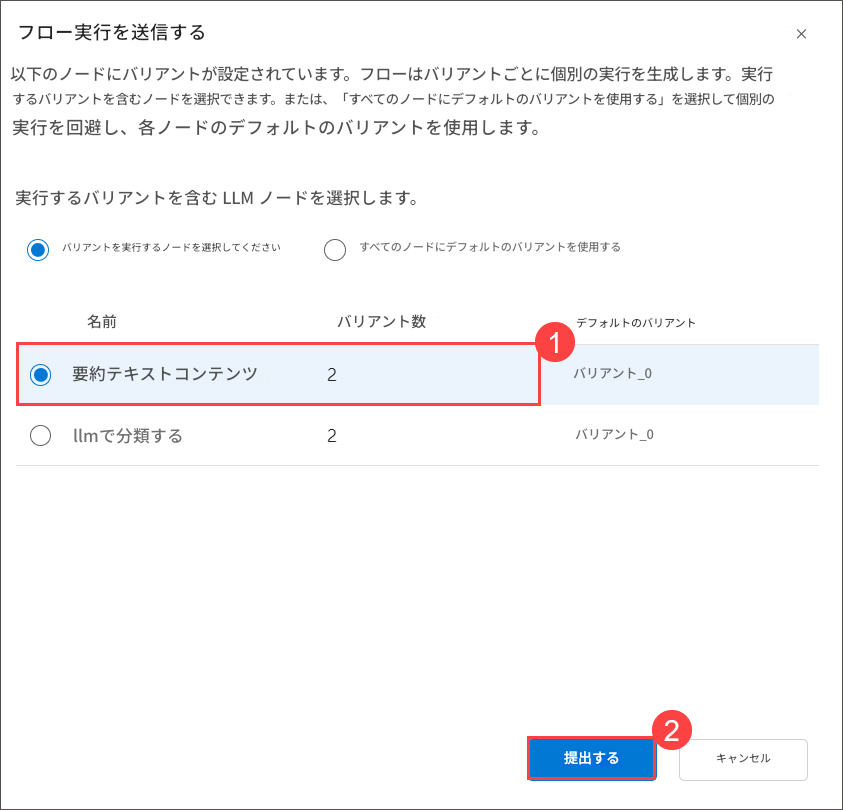 フロー実行を送信する
以下のノードにバリアントが設定されています。フローはバリアントごとに個別の実行を生成します。実行
するバリアントを含むノードを選択できます。または、「すべてのノードにデフォルトのバリアントを使用する」を選択して個別の
実行を回避し、各ノードのデフォルトのバリアントを使用します。
実行するバリアントを含む LLM ノードを選択します。
バリアントを実行するノードを選択してください すべてのノードにデフォルトのバリアントを使用する
名前 バリアント数 デフォルトのバリアント
1
要約テキストコンテンツ 2 バリアント_0
llmで分類する 2 バリアント_0
2
提出する キャンセル